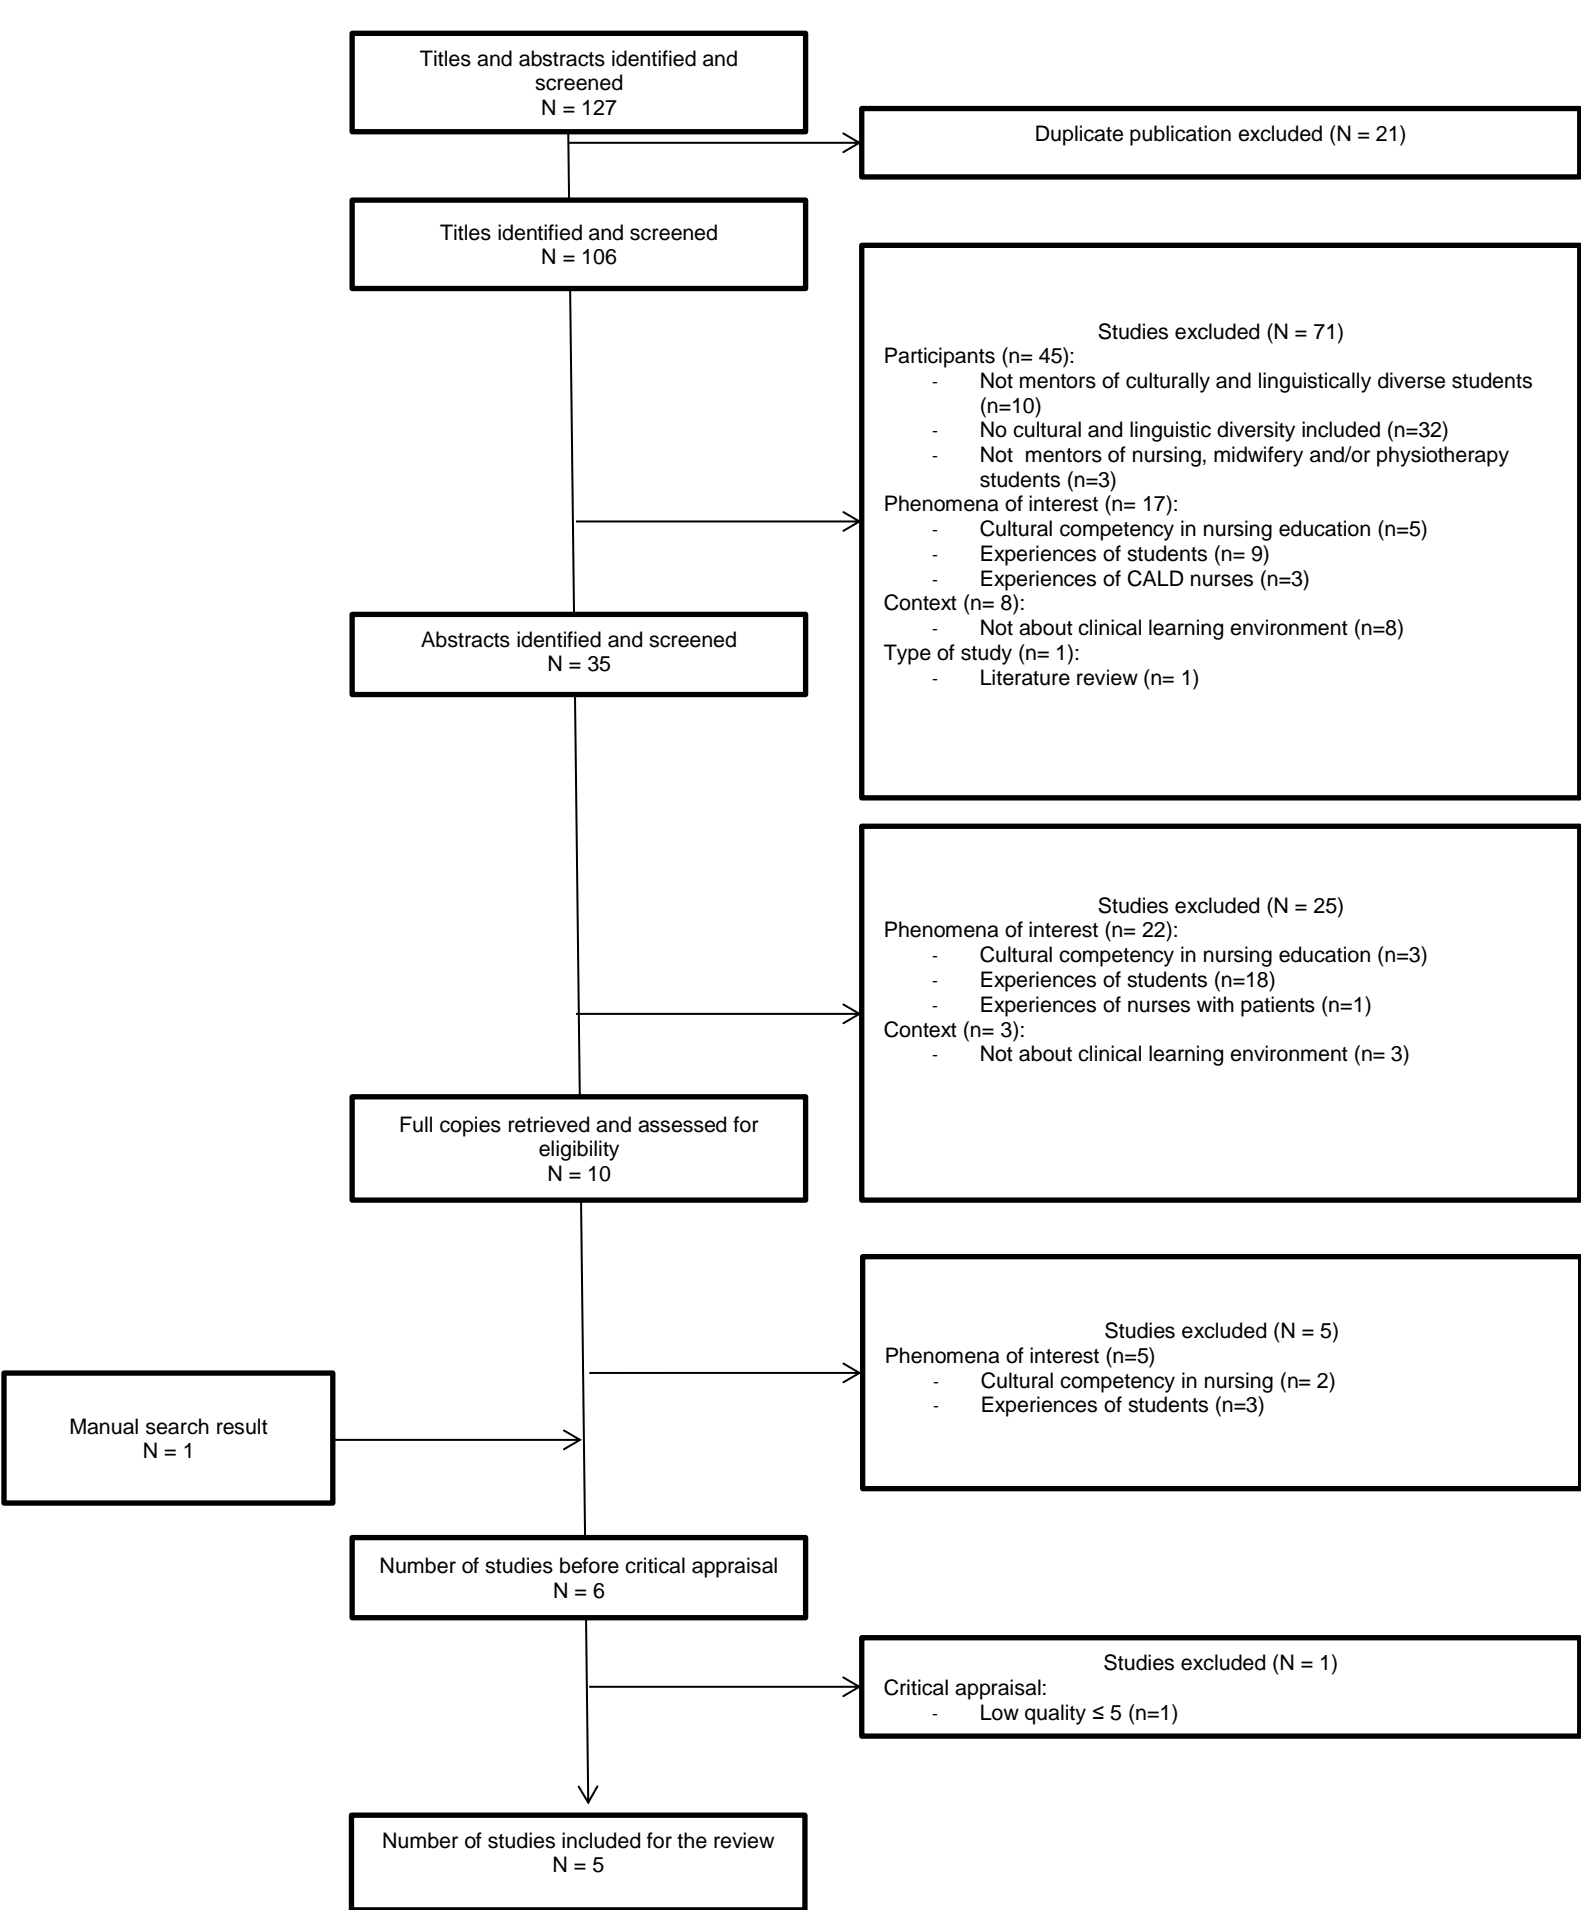 Titles and abstracts identified and
screened
N = 127
Duplicate publication excluded (N = 21)
Titles identified and screened
N = 106
Studies excluded (N = 71)
Participants (n= 45):
- Not mentors of culturally and linguistically diverse students
(n=10)
- No cultural and linguistic diversity included (n=32)
- Not mentors of nursing, midwifery and/or physiotherapy
students (n=3)
Phenomena of interest (n= 17):
- Cultural competency in nursing education (n=5)
- Experiences of students (n= 9)
- Experiences of CALD nurses (n=3)
Context (n= 8):
- Not about clinical learning environment (n=8)
Type of study (n= 1):
- Literature review (n= 1)
Abstracts identified and screened
N = 35
Studies excluded (N = 25)
Phenomena of interest (n= 22):
- Cultural competency in nursing education (n=3)
- Experiences of students (n=18)
- Experiences of nurses with patients (n=1)
Context (n= 3):
- Not about clinical learning environment (n= 3)
Full copies retrieved and assessed for
eligibility
N = 10
Studies excluded (N = 5)
Phenomena of interest (n=5)
- Cultural competency in nursing (n= 2)
- Experiences of students (n=3)
Manual search result
N = 1
Number of studies before critical appraisal
N = 6
Studies excluded (N = 1)
Critical appraisal:
- Low quality ≤ 5 (n=1)
Number of studies included for the review
N = 5